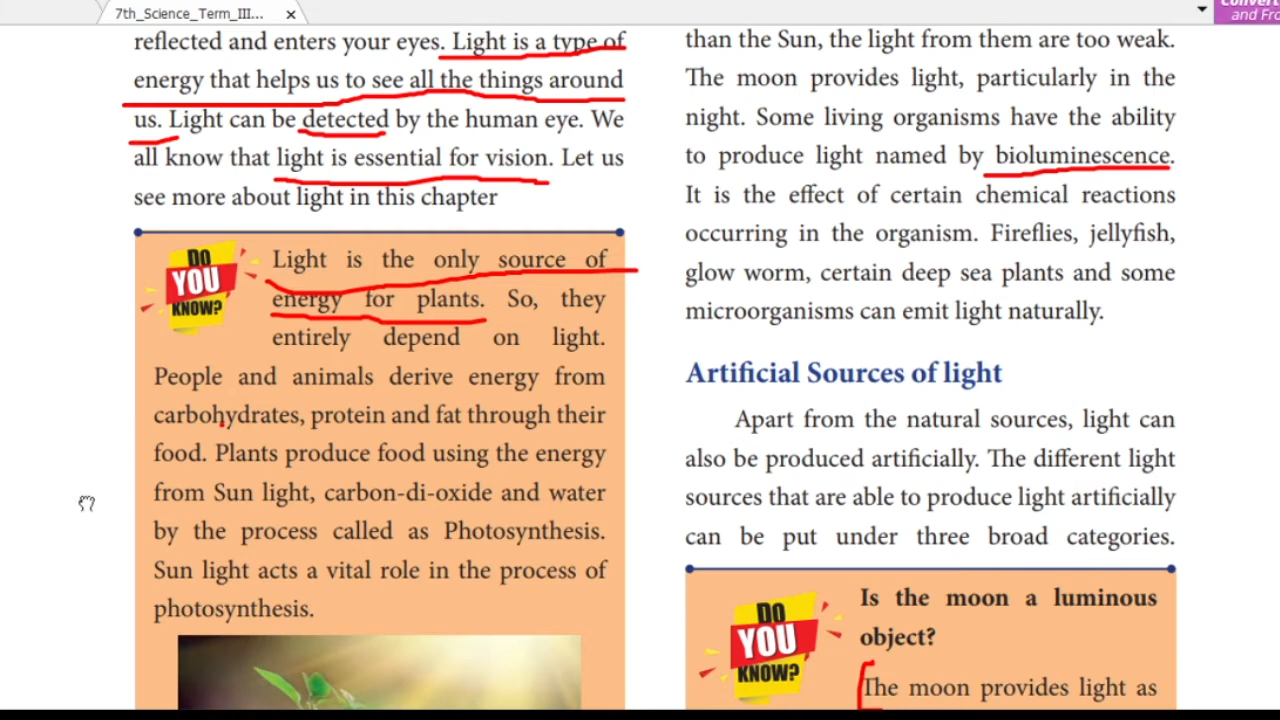 7th_Science_Term_III...
Convert
and Fro
reflected and enters your eyes. Light is a type of
energy that helps us to see all the things around
us. Light can be detected by the human eye. We
all know that light is essential for vision. Let us
see more about light in this chapter
DO
YOU
KNOW?
Light is the only source of
energy for plants. So, they
entirely depend on light.
People and animals derive energy from
carbohydrates, protein and fat through their
food. Plants produce food using the energy
from Sun light, carbon-di-oxide and water
by the process called as Photosynthesis.
Sun light acts a vital role in the process of
photosynthesis.
than the Sun, the light from them are too weak.
The moon provides light, particularly in the
night. Some living organisms have the ability
to produce light named by bioluminescence.
It is the effect of certain chemical reactions
occurring in the organism. Fireflies, jellyfish,
glow worm, certain deep sea plants and some
microorganisms can emit light naturally.
Artificial Sources of light
Apart from the natural sources, light can
also be produced artificially. The different light
sources that are able to produce light artificially
can be put under three broad categories.
DO
YOU
KNOW?
Is the moon a luminous
object?
The moon provides light as